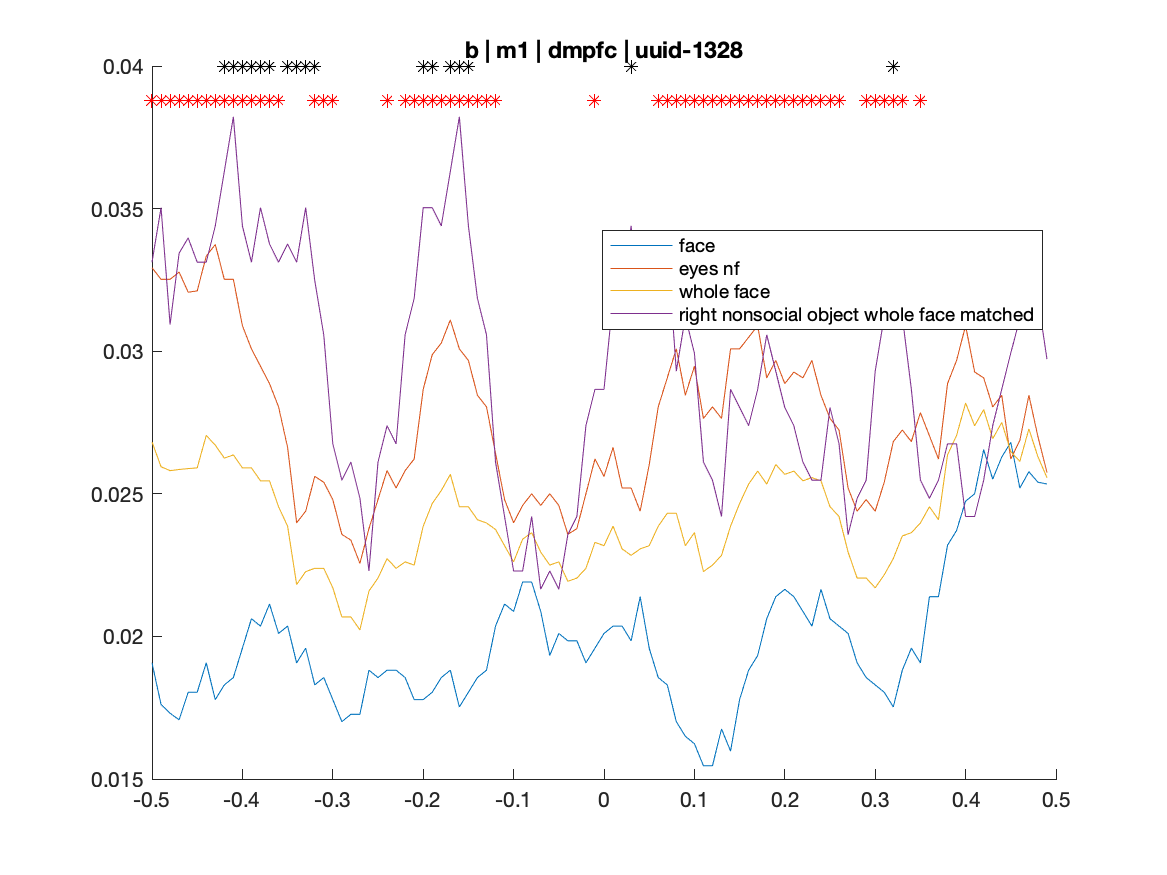 b | m1 | dmpfc | uuid-1328
0.04
0.035
0.03
0.025
0.02
0.015
face
eyes nf
whole face
right nonsocial object whole face matched
-0.5 -0.4 -0.3 -0.2 -0.1 0 0.1 0.2 0.3 0.4 0.5